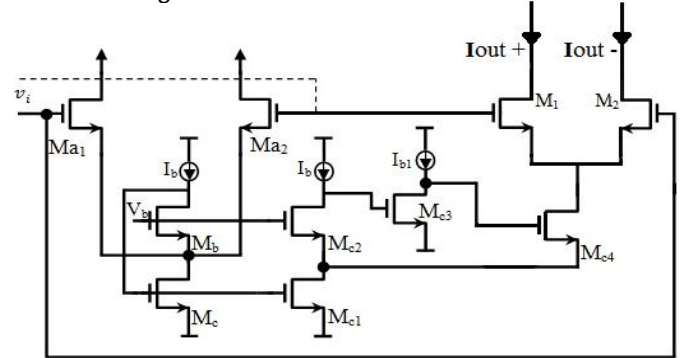 Iout +
Iout -
vi
M1
M2
Ma1
Ma2
Ib
Ib
Ib1
Vb
Mc3
Mb
Mc2
Mc4
Mc
Mc1